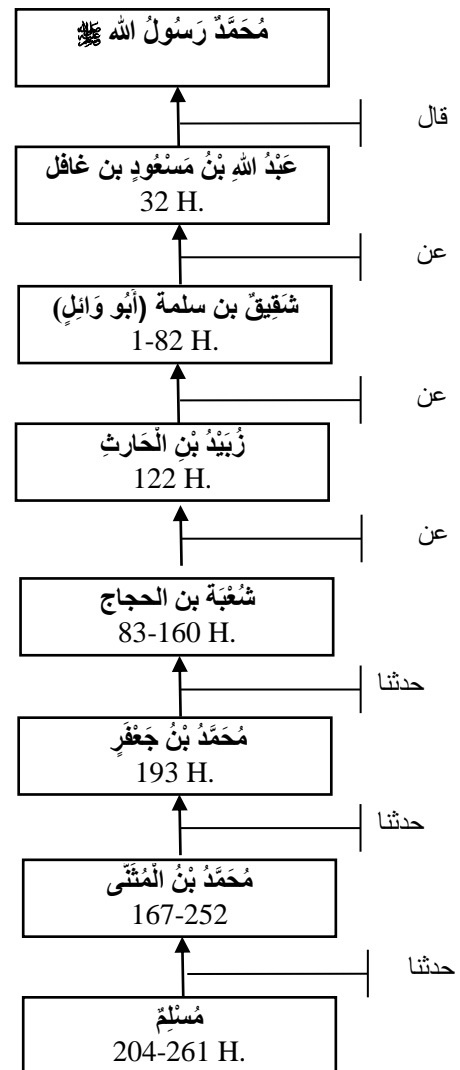 مُحَمَّدٌ رَسُولُ الله ﷺ
قال
عَبْدُ اللهِ بْنُ مَسْعُودٍ بن غافل
32 H.
عن
شَقِيقٌ بن سلمة (أَبُو وَائِلٍ)
1-82 H.
عن
زُبَيْدُ بْنِ الْحَارثِ
122 H.
عن
شُعْبَة بن الحجاج
83-160 H.
حدثنا
مُحَمَّدُ بْنُ جَعْفَرٍ
193 H.
حدثنا
مُحَمَّدُ بْنُ الْمُثَنّى
167-252
حدثنا
مُسْلِمٌ
204-261 H.